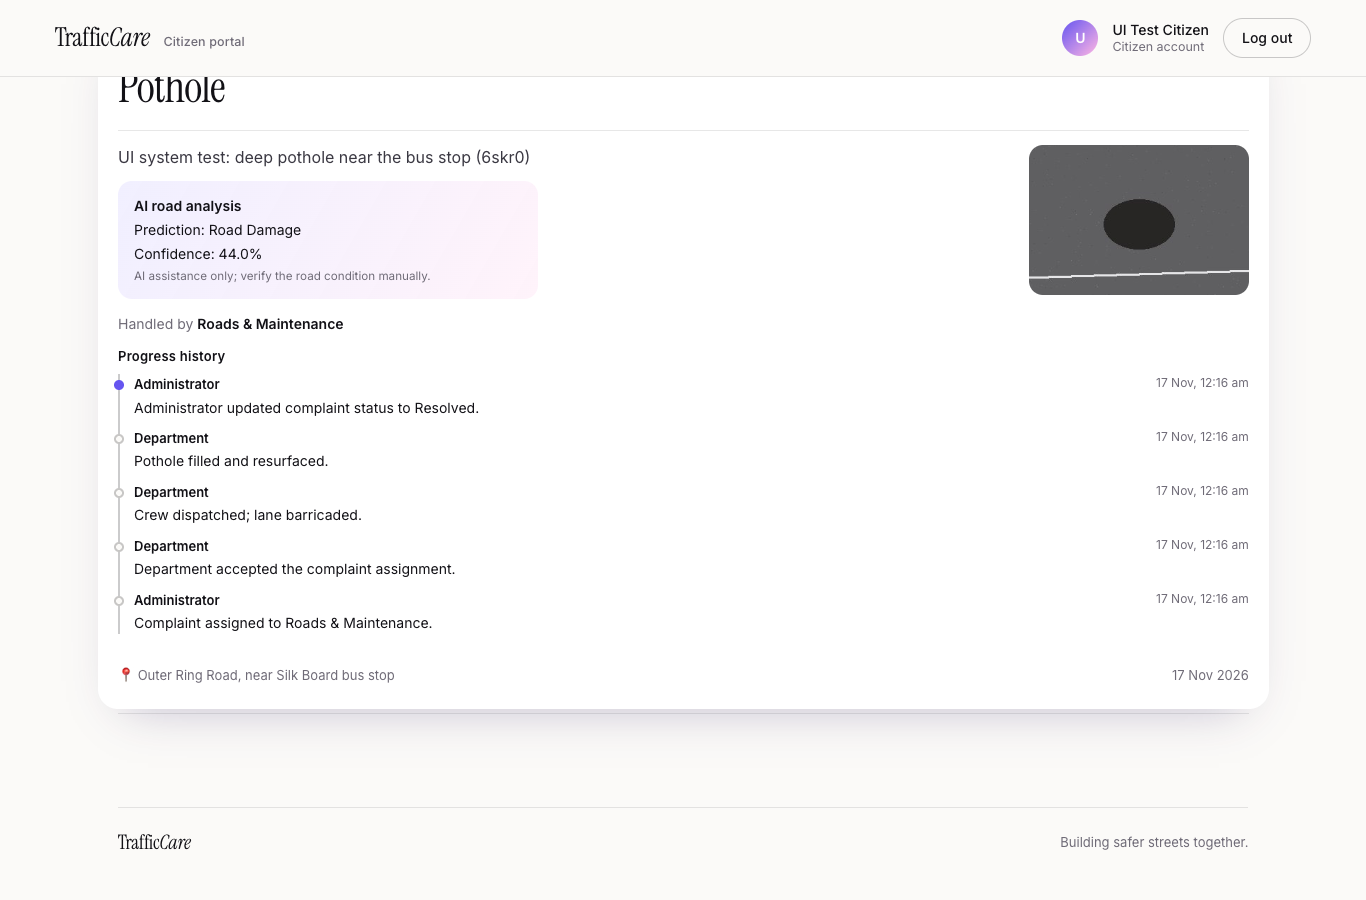 TrafficCare Citizen portal
U
UI Test Citizen
Citizen account
Log out
Pothole
UI system test: deep pothole near the bus stop (6skr0)
AI road analysis
Prediction: Road Damage
Confidence: 44.0%
AI assistance only; verify the road condition manually.
Handled by Roads & Maintenance
Progress history
Administrator 17 Nov, 12:16 am
Administrator updated complaint status to Resolved.
Department 17 Nov, 12:16 am
Pothole filled and resurfaced.
Department 17 Nov, 12:16 am
Crew dispatched; lane barricaded.
Department 17 Nov, 12:16 am
Department accepted the complaint assignment.
Administrator 17 Nov, 12:16 am
Complaint assigned to Roads & Maintenance.
📍 Outer Ring Road, near Silk Board bus stop 17 Nov 2026
TrafficCare Building safer streets together.